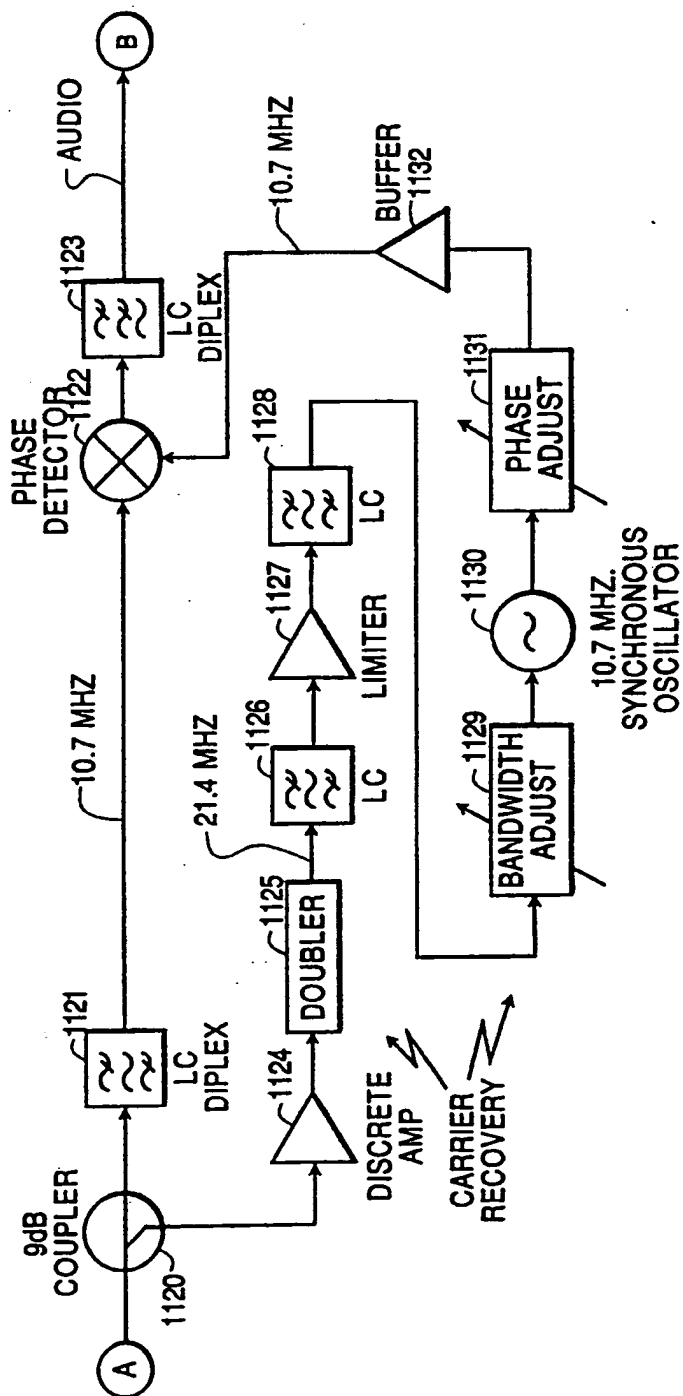 A
9dB
COUPLER
1120
1121
LC
DIPLEX
10.7 MHZ
PHASE
DETECTOR
1122
1123
LC
DIPLEX
AUDIO
B
1124
DISCRETE
AMP
1125
DOUBLER
21.4 MHZ
1126
LC
1127
LIMITER
1128
LC
CARRIER
RECOVERY
1129
BANDWIDTH
ADJUST
1130
10.7 MHZ.
SYNCHRONOUS
OSCILLATOR
1131
PHASE
ADJUST
BUFFER
1132
10.7 MHZ